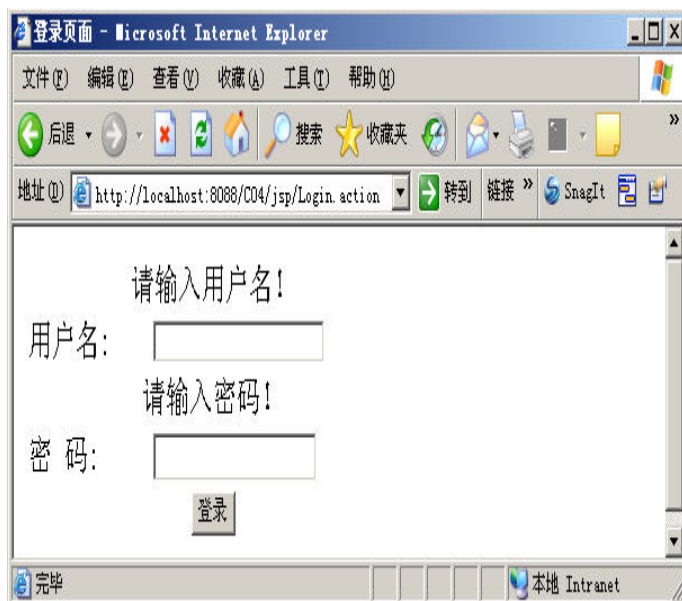 登录页面 - Microsoft Internet Explorer
文件(F) 编辑(E) 查看(V) 收藏(A) 工具(T) 帮助(H)
后退 搜索 收藏夹 »
地址(D) http://localhost:8088/C04/jsp/Login.action 转到 链接 » SnagIt
请输入用户名!
用户名:
请输入密码!
密 码:
登录
完毕 本地 Intranet